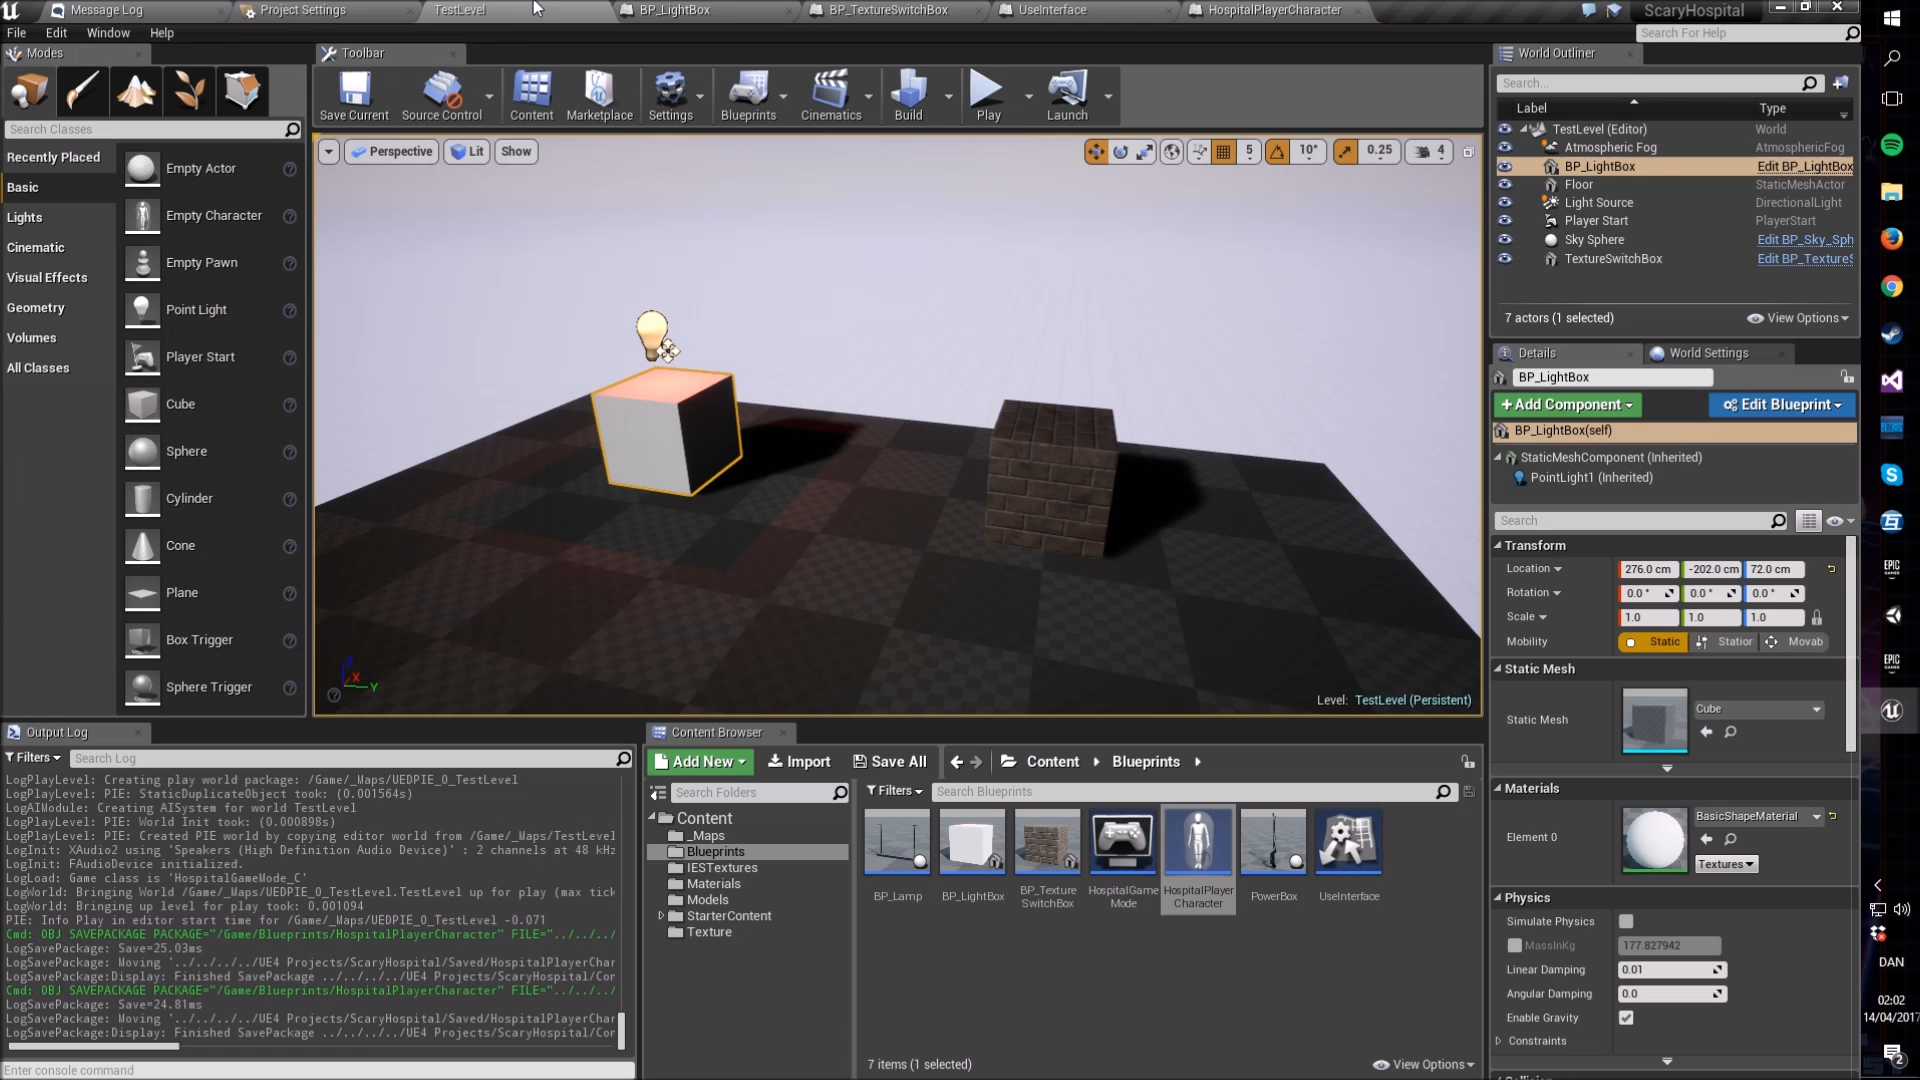 Message Log
Project Settings
TestLevel
BP_LightBox
BP_TextureSwitchBox
UseInterface
HospitalPlayerCharacter
ScaryHospital
File
Edit
Window
Help
Search For Help
Modes
Toolbar
World Outliner
Save Current
Source Control
Content
Marketplace
Settings
Blueprints
Cinematics
Build
Play
Launch
Search Classes
Recently Placed
Basic
Lights
Cinematic
Visual Effects
Geometry
Volumes
All Classes
Empty Actor
Empty Character
Empty Pawn
Point Light
Player Start
Cube
Sphere
Cylinder
Cone
Plane
Box Trigger
Sphere Trigger
Perspective
Lit
Show
5
10°
0.25
4
X
Y
Level: TestLevel (Persistent)
Search...
Label
Type
TestLevel (Editor)
World
Atmospheric Fog
AtmosphericFog
BP_LightBox
Edit BP_LightBox
Floor
StaticMeshActor
Light Source
DirectionalLight
Player Start
PlayerStart
Sky Sphere
Edit BP_Sky_Sph
TextureSwitchBox
Edit BP_TextureS
7 actors (1 selected)
View Options
Details
World Settings
BP_LightBox
+Add Component
Edit Blueprint
BP_LightBox(self)
StaticMeshComponent (Inherited)
PointLight1 (Inherited)
Search
Transform
Location
276.0 cm
-202.0 cm
72.0 cm
Rotation
0.0 °
0.0 °
0.0 °
Scale
1.0
1.0
1.0
Mobility
Static
Station
Movab
Static Mesh
Static Mesh
Cube
Materials
Element 0
BasicShapeMaterial
Textures
Physics
Simulate Physics
MassInKg
177.827942
Linear Damping
0.01
Angular Damping
0.0
Enable Gravity
Constraints
Output Log
Filters
Search Log
LogPlayLevel: Creating play world package: /Game/_Maps/UEDPIE_0_TestLevel
LogPlayLevel: PIE: StaticDuplicateObject took: (0.001564s)
LogAIModule: Creating AISystem for world TestLevel
LogPlayLevel: PIE: World Init took: (0.000898s)
LogPlayLevel: PIE: Created PIE world by copying editor world from /Game/_Maps/TestLevel
LogInit: XAudio2 using 'Speakers (High Definition Audio Device)' : 2 channels at 48 kHz
LogInit: FAudioDevice initialized.
LogLoad: Game class is 'HospitalGameMode_C'
LogWorld: Bringing World /Game/_Maps/UEDPIE_0_TestLevel.TestLevel up for play (max tick
LogWorld: Bringing up level for play took: 0.001094
PIE: Info Play in editor start time for /Game/_Maps/UEDPIE_0_TestLevel -0.071
Cmd: OBJ SAVEPACKAGE PACKAGE="/Game/Blueprints/HospitalPlayerCharacter" FILE="../../../
LogSavePackage: Save=25.03ms
LogSavePackage: Moving '../../../../UE4 Projects/ScaryHospital/Saved/HospitalPlayerChar
LogSavePackage:Display: Finished SavePackage ../../../../UE4 Projects/ScaryHospital/Con
Cmd: OBJ SAVEPACKAGE PACKAGE="/Game/Blueprints/HospitalPlayerCharacter" FILE="../../../
LogSavePackage: Save=24.81ms
LogSavePackage: Moving '../../../../UE4 Projects/ScaryHospital/Saved/HospitalPlayerChar
LogSavePackage:Display: Finished SavePackage ../../../../UE4 Projects/ScaryHospital/Con
Enter console command
Content Browser
Add New
Import
Save All
Content
Blueprints
Search Folders
Filters
Search Blueprints
Content
_Maps
Blueprints
IESTextures
Materials
Models
StarterContent
Texture
BP_Lamp
BP_LightBox
BP_Texture
SwitchBox
HospitalGame
Mode
HospitalPlayer
Character
PowerBox
UseInterface
7 items (1 selected)
View Options
EPIC
GAMES
EPIC
GAMES
DAN
02:02
14/04/2017
2